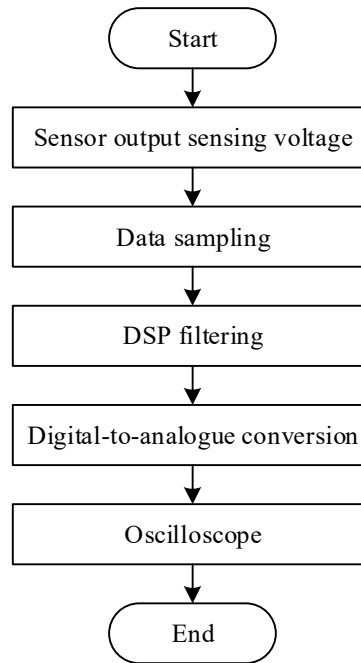 Start
Sensor output sensing voltage
Data sampling
DSP filtering
Digital-to-analogue conversion
Oscilloscope
End